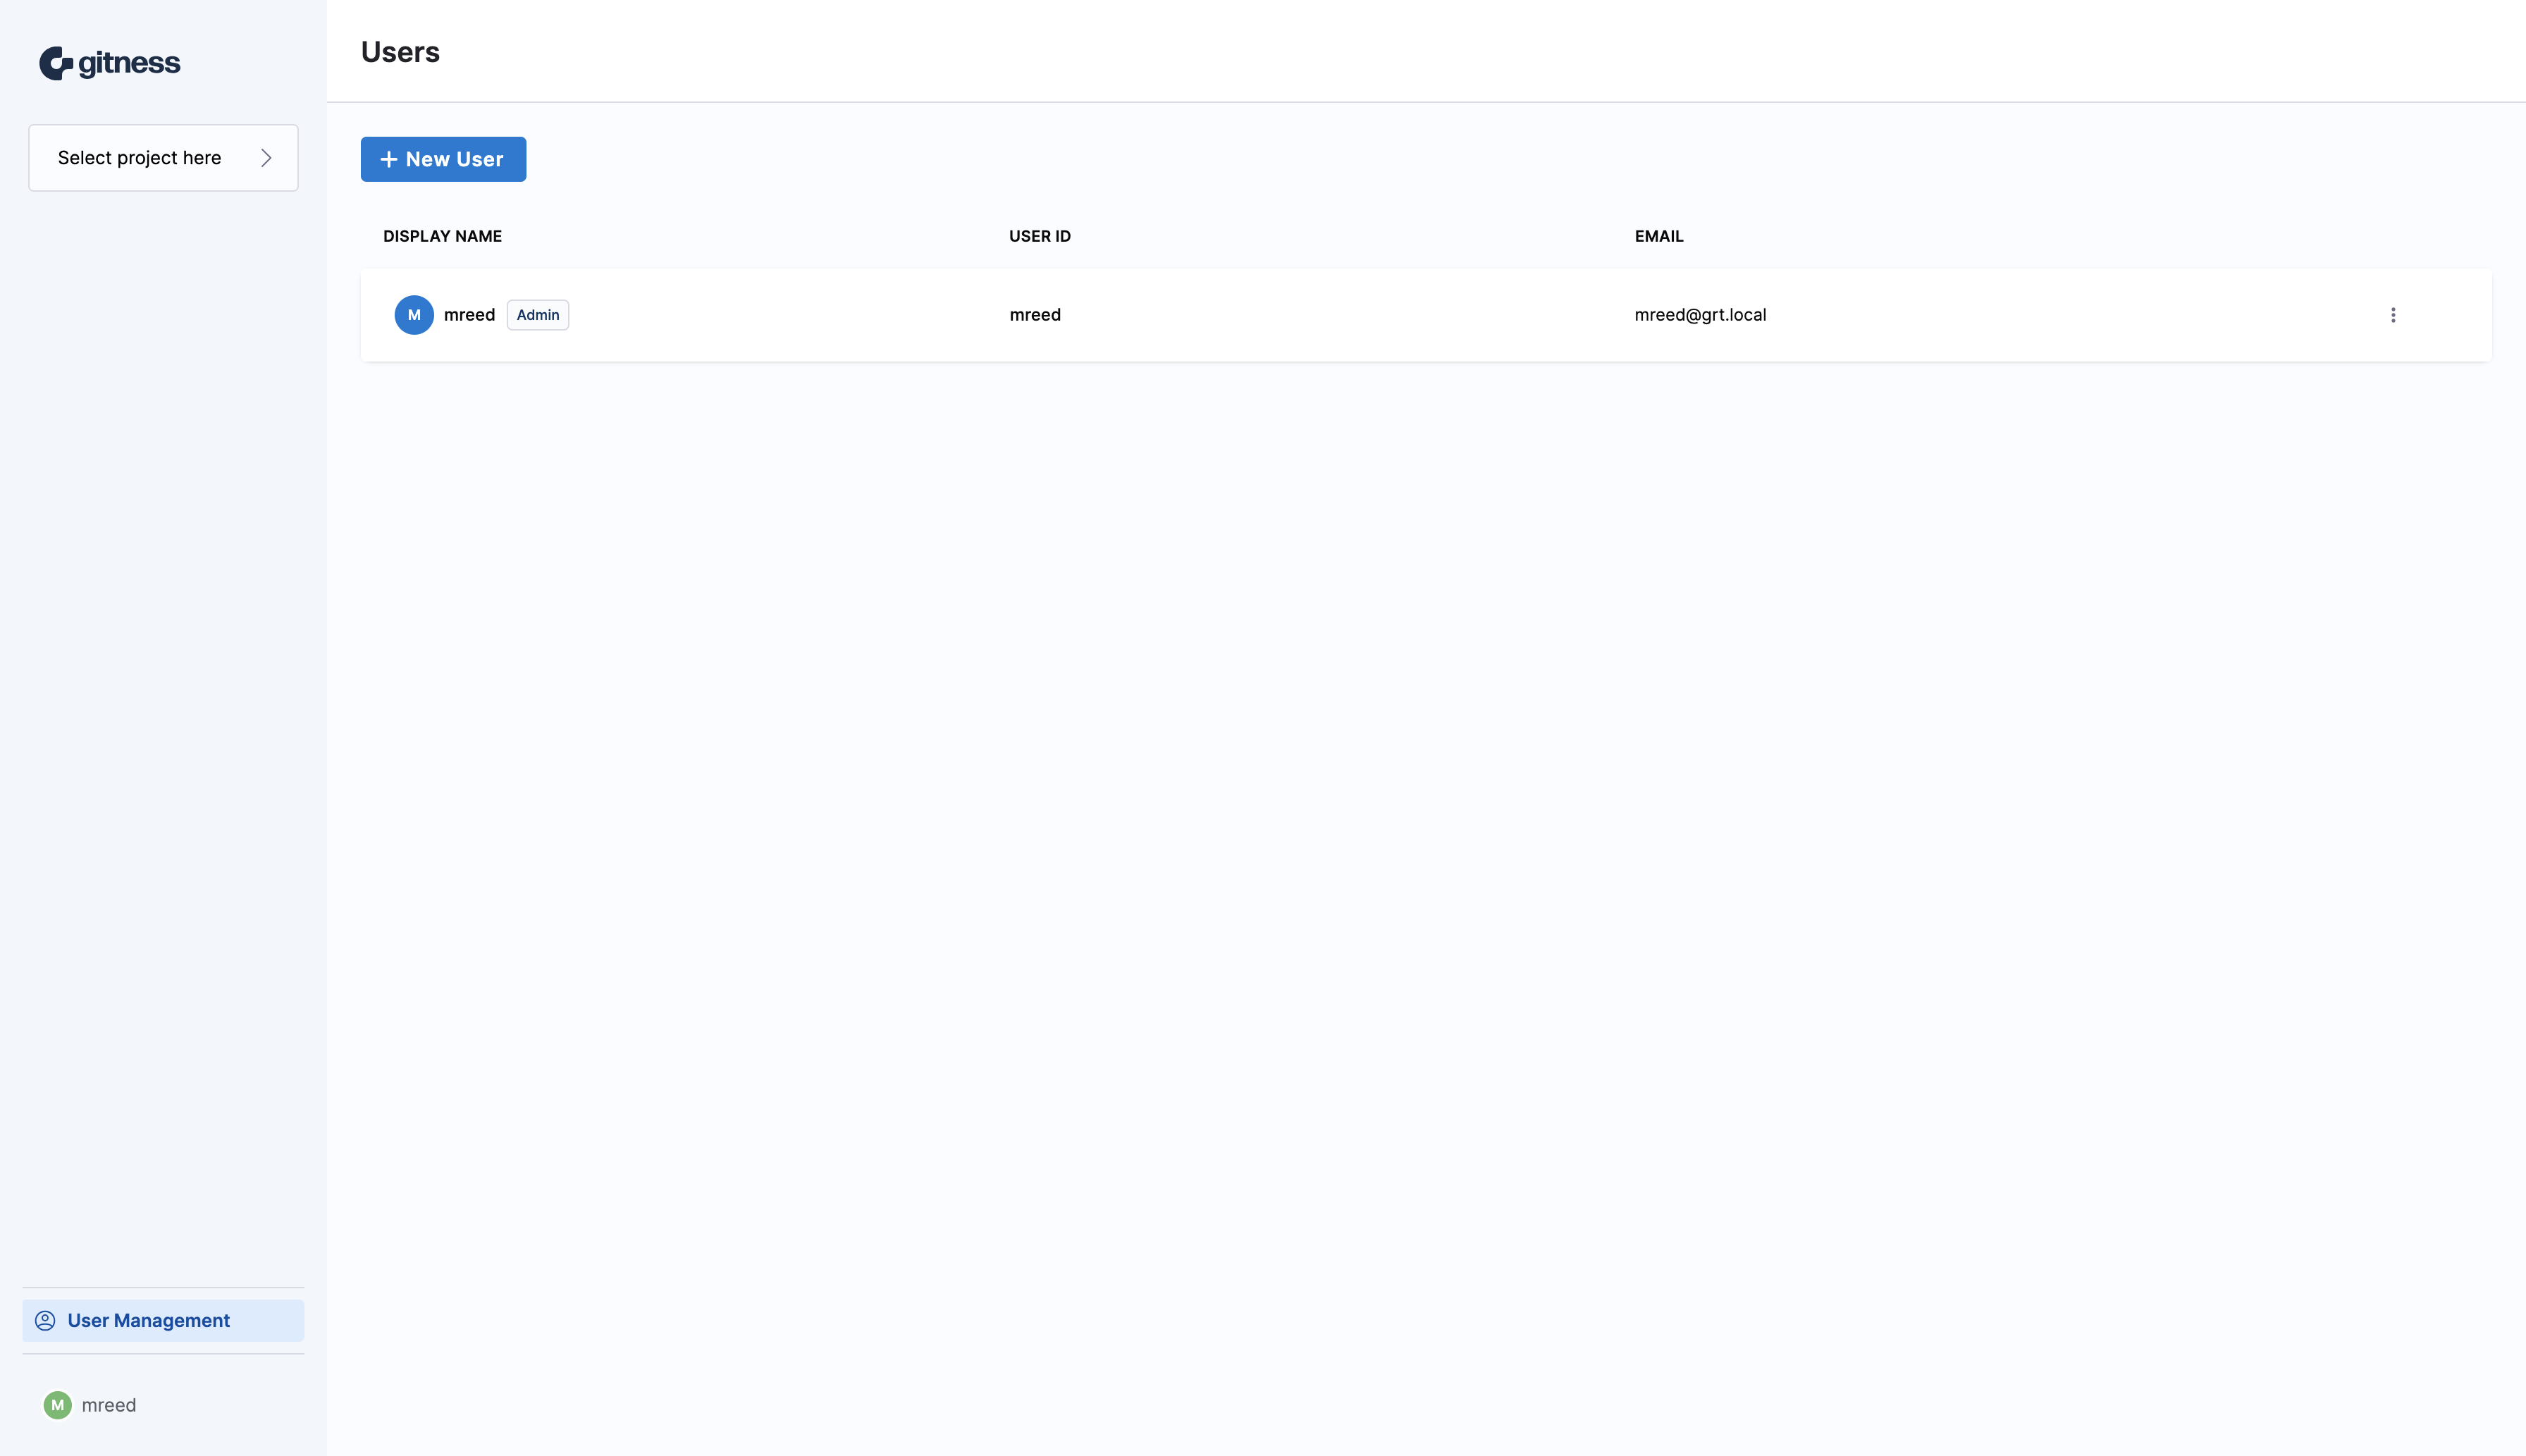 gitness
Select project here
Users
New User
DISPLAY NAME USER ID EMAIL
M mreed Admin mreed mreed@grt.local
User Management
M mreed